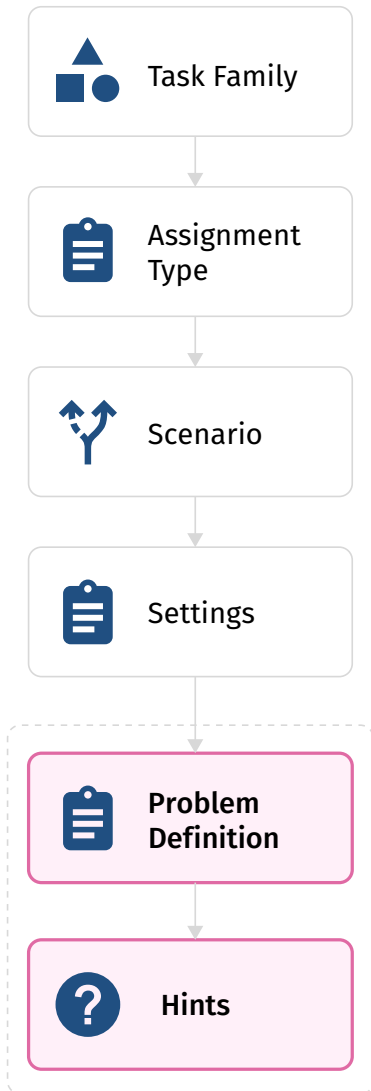 Task Family
Assignment
Type
Scenario
Settings
Problem
Definition
Hints